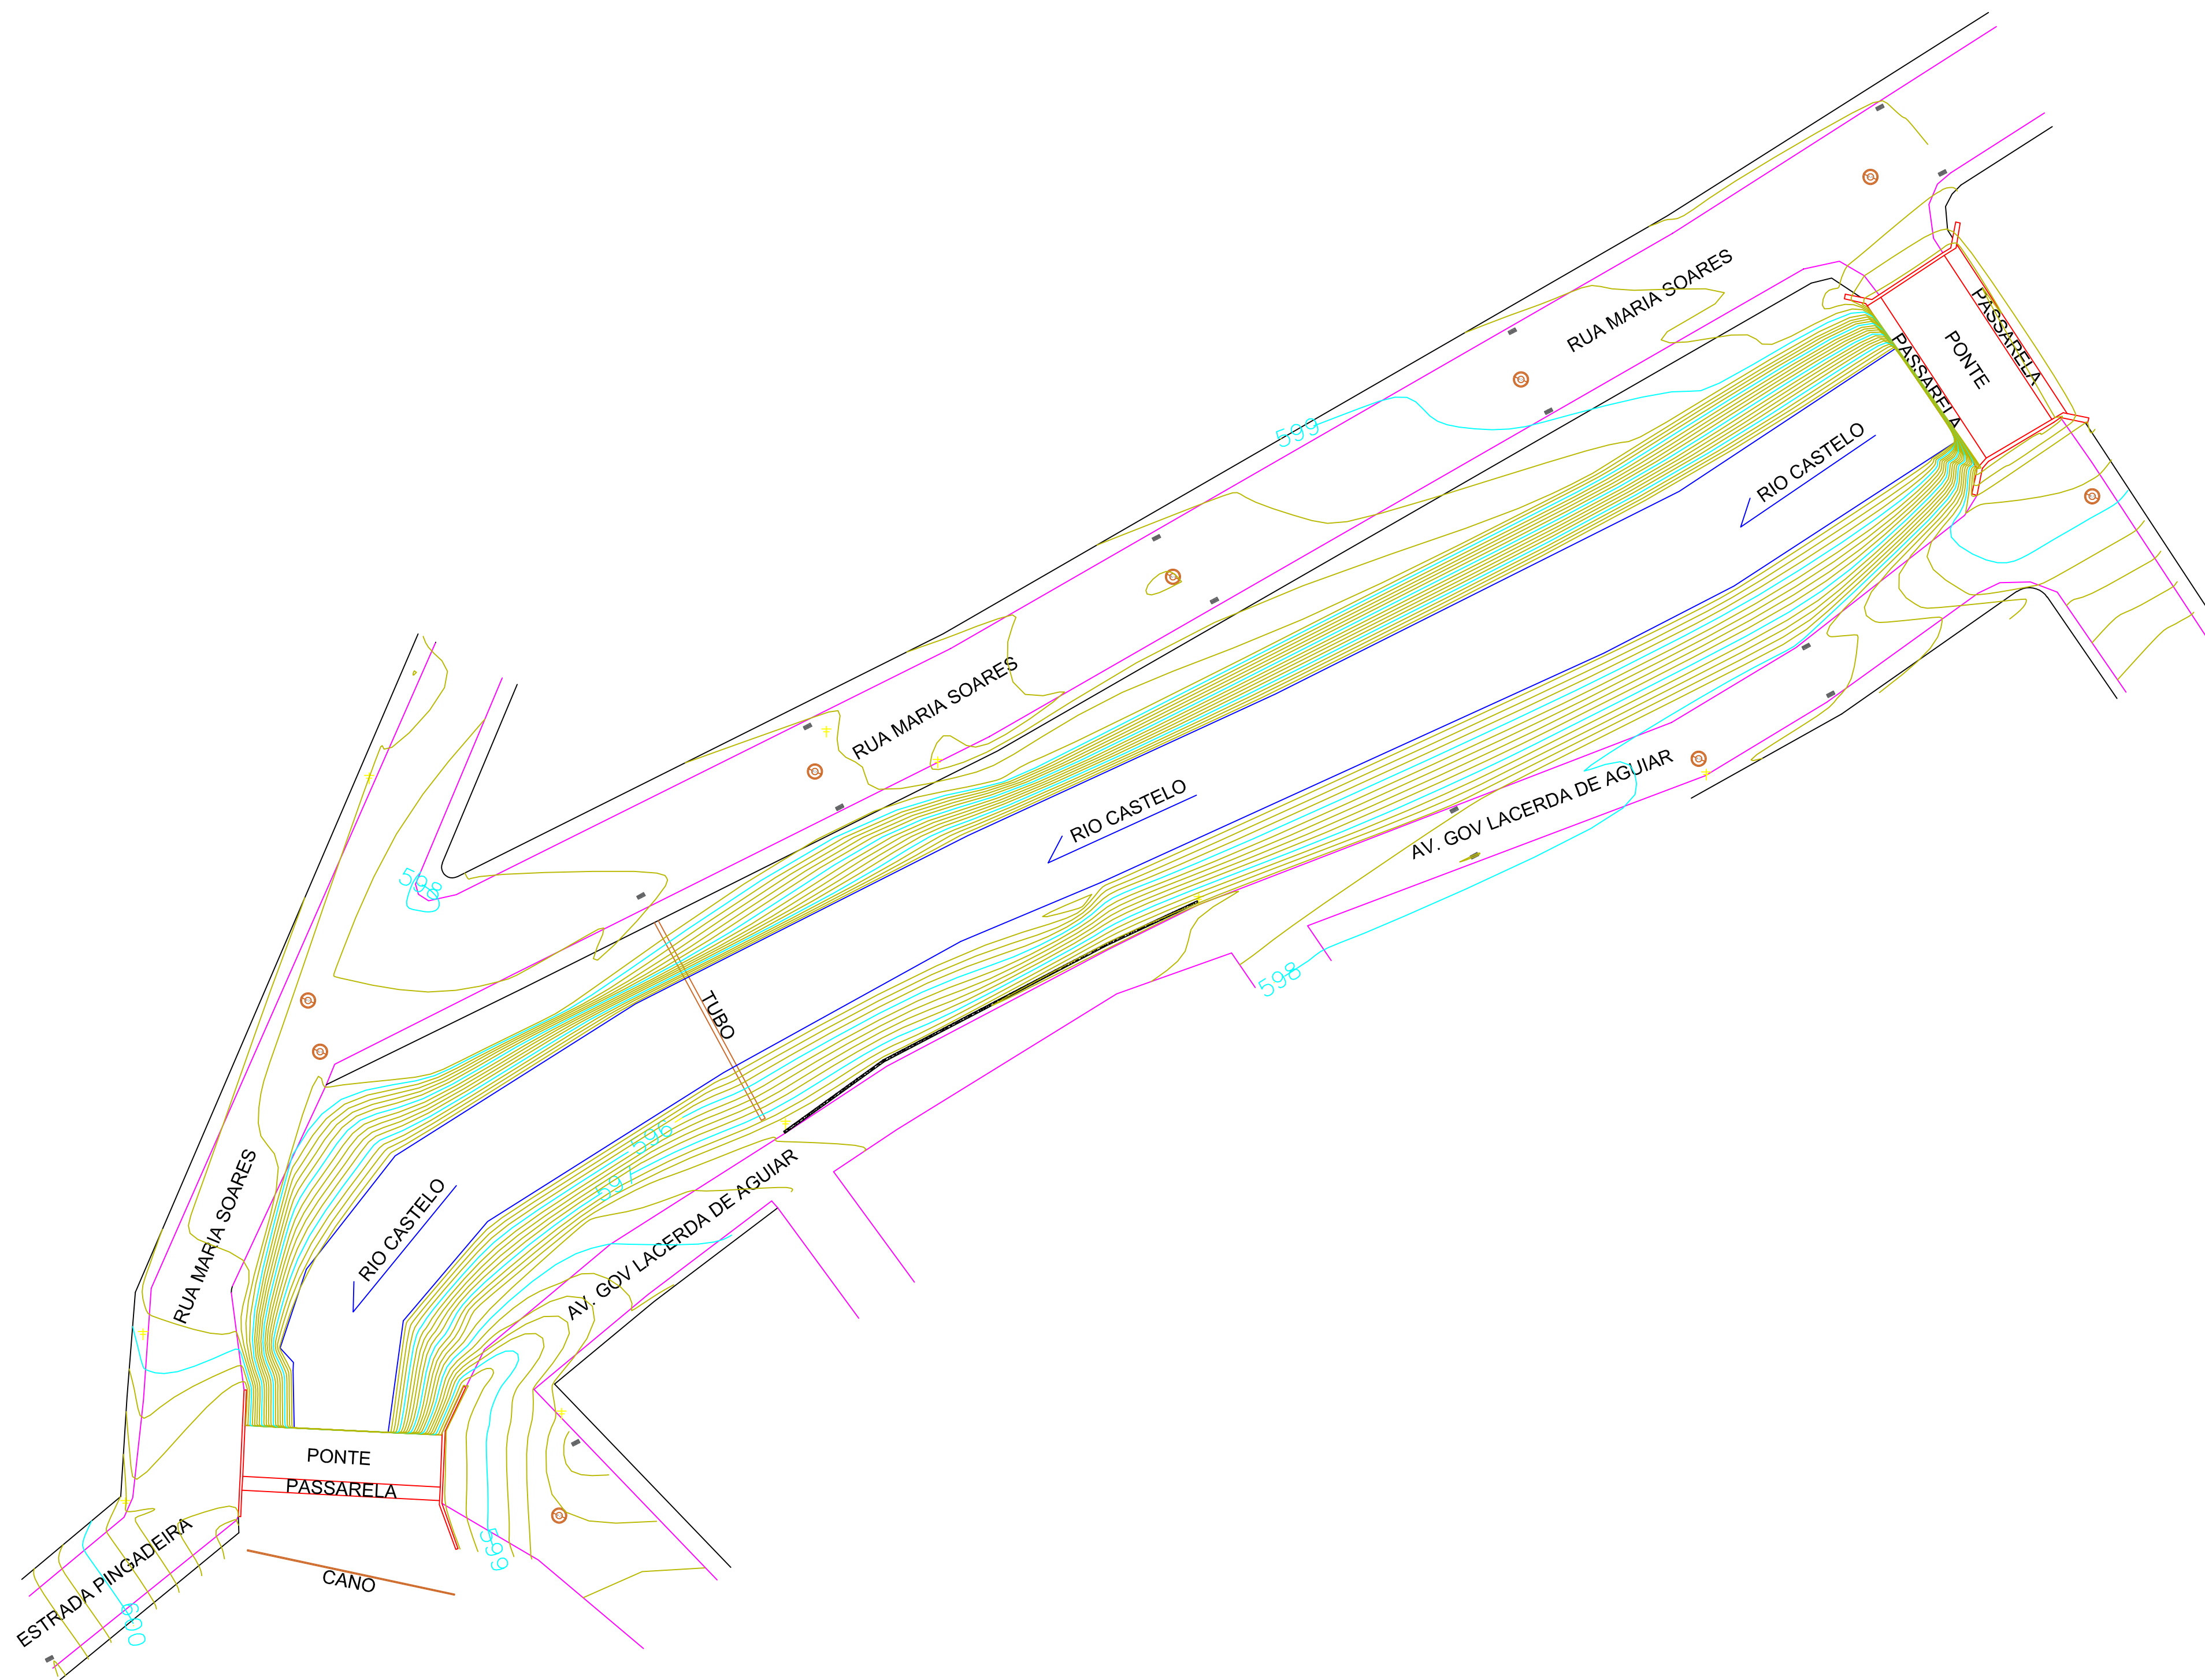 RUA MARIA SOARES
PASSARELA
PONTE
PASSARELA
599
RIO CASTELO
RUA MARIA SOARES
RIO CASTELO
AV. GOV LACERDA DE AGUIAR
598
598
TUBO
596
597
AV. GOV LACERDA DE AGUIAR
RUA MARIA SOARES
RIO CASTELO
PONTE
PASSARELA
599
ESTRADA PINGADEIRA
CANO
600